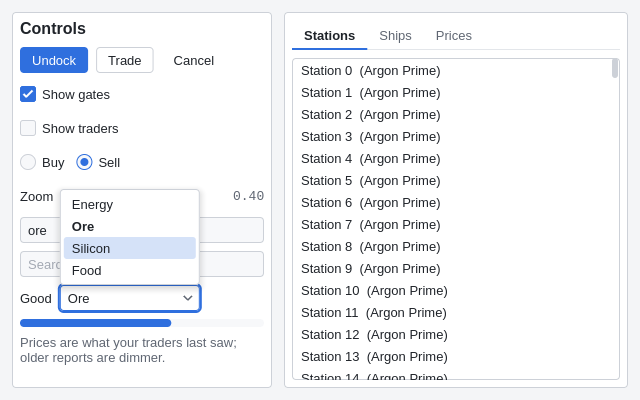 Controls
Undock
Trade
Cancel
Show gates
Show traders
Buy
Sell
Zoom
0.40
ore
Energy
Ore
Silicon
Food
Good
Ore
Prices are what your traders last saw;
older reports are dimmer.
Stations
Ships
Prices
Station 0 (Argon Prime)
Station 1 (Argon Prime)
Station 2 (Argon Prime)
Station 3 (Argon Prime)
Station 4 (Argon Prime)
Station 5 (Argon Prime)
Station 6 (Argon Prime)
Station 7 (Argon Prime)
Station 8 (Argon Prime)
Station 9 (Argon Prime)
Station 10 (Argon Prime)
Station 11 (Argon Prime)
Station 12 (Argon Prime)
Station 13 (Argon Prime)
Station 14 (Argon Prime)